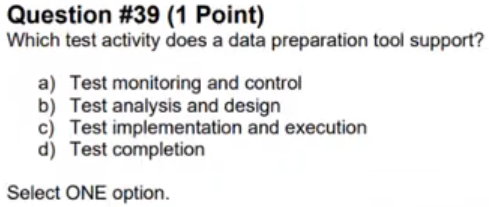 Question #39 (1 Point)
Which test activity does a data preparation tool support?
a) Test monitoring and control
b) Test analysis and design
c) Test implementation and execution
d) Test completion
Select ONE option.